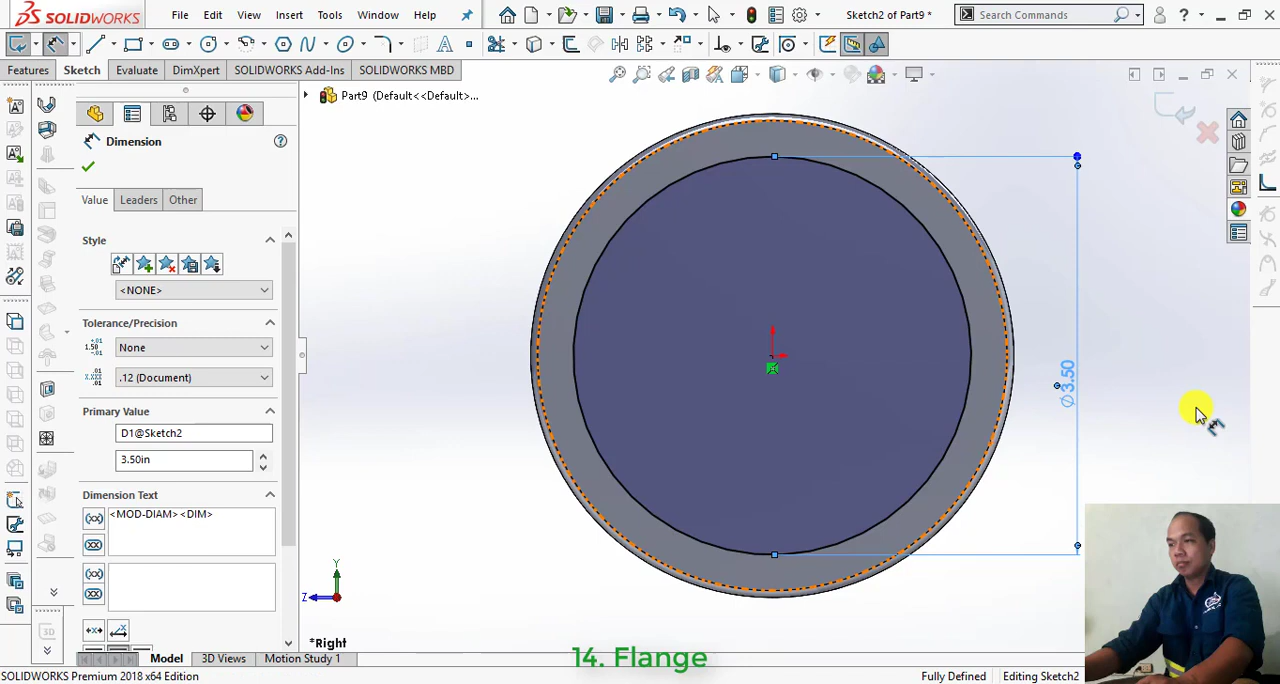 SOLIDWORKS File Edit View Insert Tools Window Help Sketch2 of Part9 * Search Commands ?
Features Sketch Evaluate DimXpert SOLIDWORKS Add-Ins SOLIDWORKS MBD
Part9 (Default<<Default>...
Dimension
Value Leaders Other
Style
<NONE>
Tolerance/Precision
None
.12 (Document)
Primary Value
D1@Sketch2
3.50in
Dimension Text
<MOD-DIAM><DIM>
∅3.50
Y
Z
*Right
Model 3D Views Motion Study 1
14. Flange
SOLIDWORKS Premium 2018 x64 Edition Fully Defined Editing Sketch2